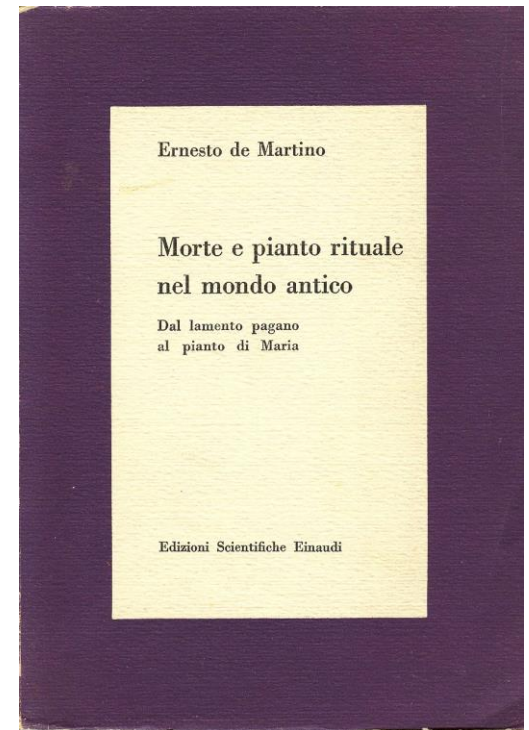 Ernesto de Martino
Morte e pianto rituale
nel mondo antico
Dal lamento pagano
al pianto di Maria
Edizioni Scientifiche Einaudi